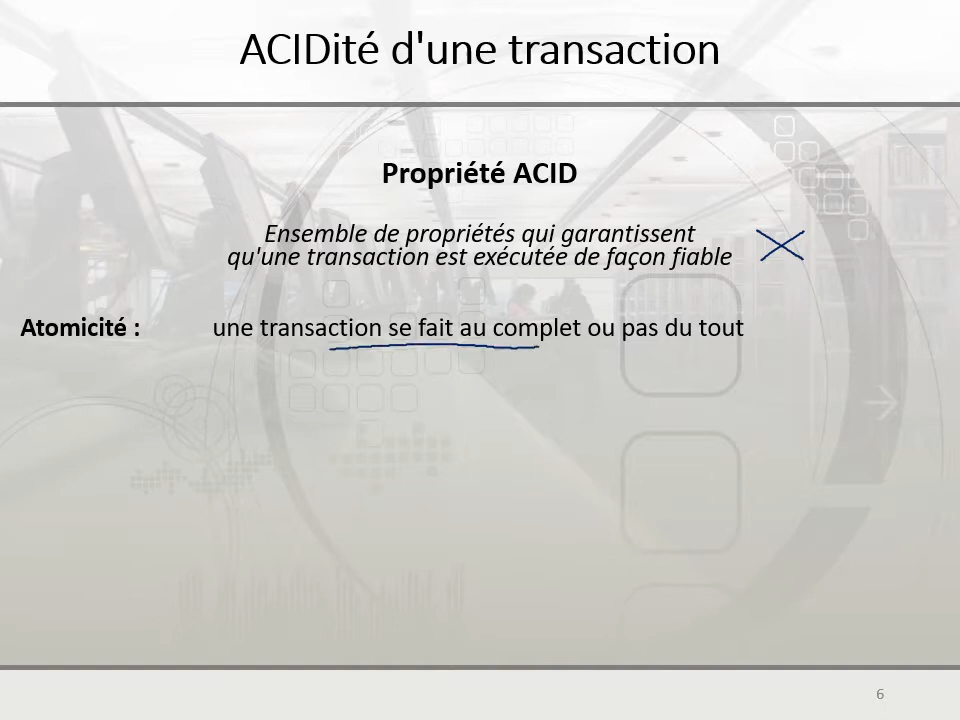 ACIDité d'une transaction
Propriété ACID
Ensemble de propriétés qui garantissent
qu'une transaction est exécutée de façon fiable
Atomicité : une transaction se fait au complet ou pas du tout
6